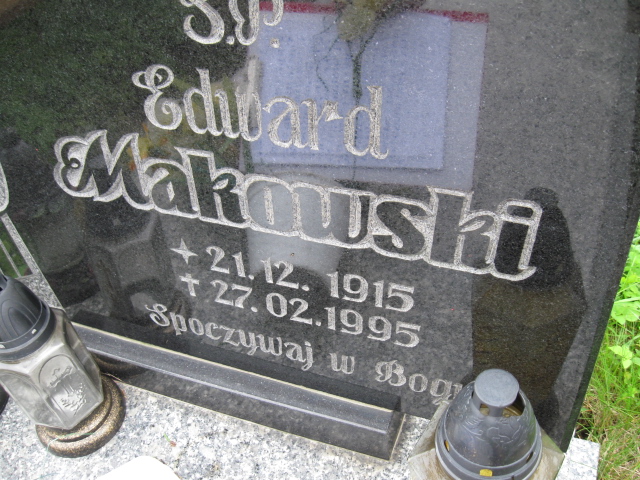 Ś.P.
Edward
Makowski
★ 21.12.1915
✝ 27.02.1995
Spoczywaj w Bogu